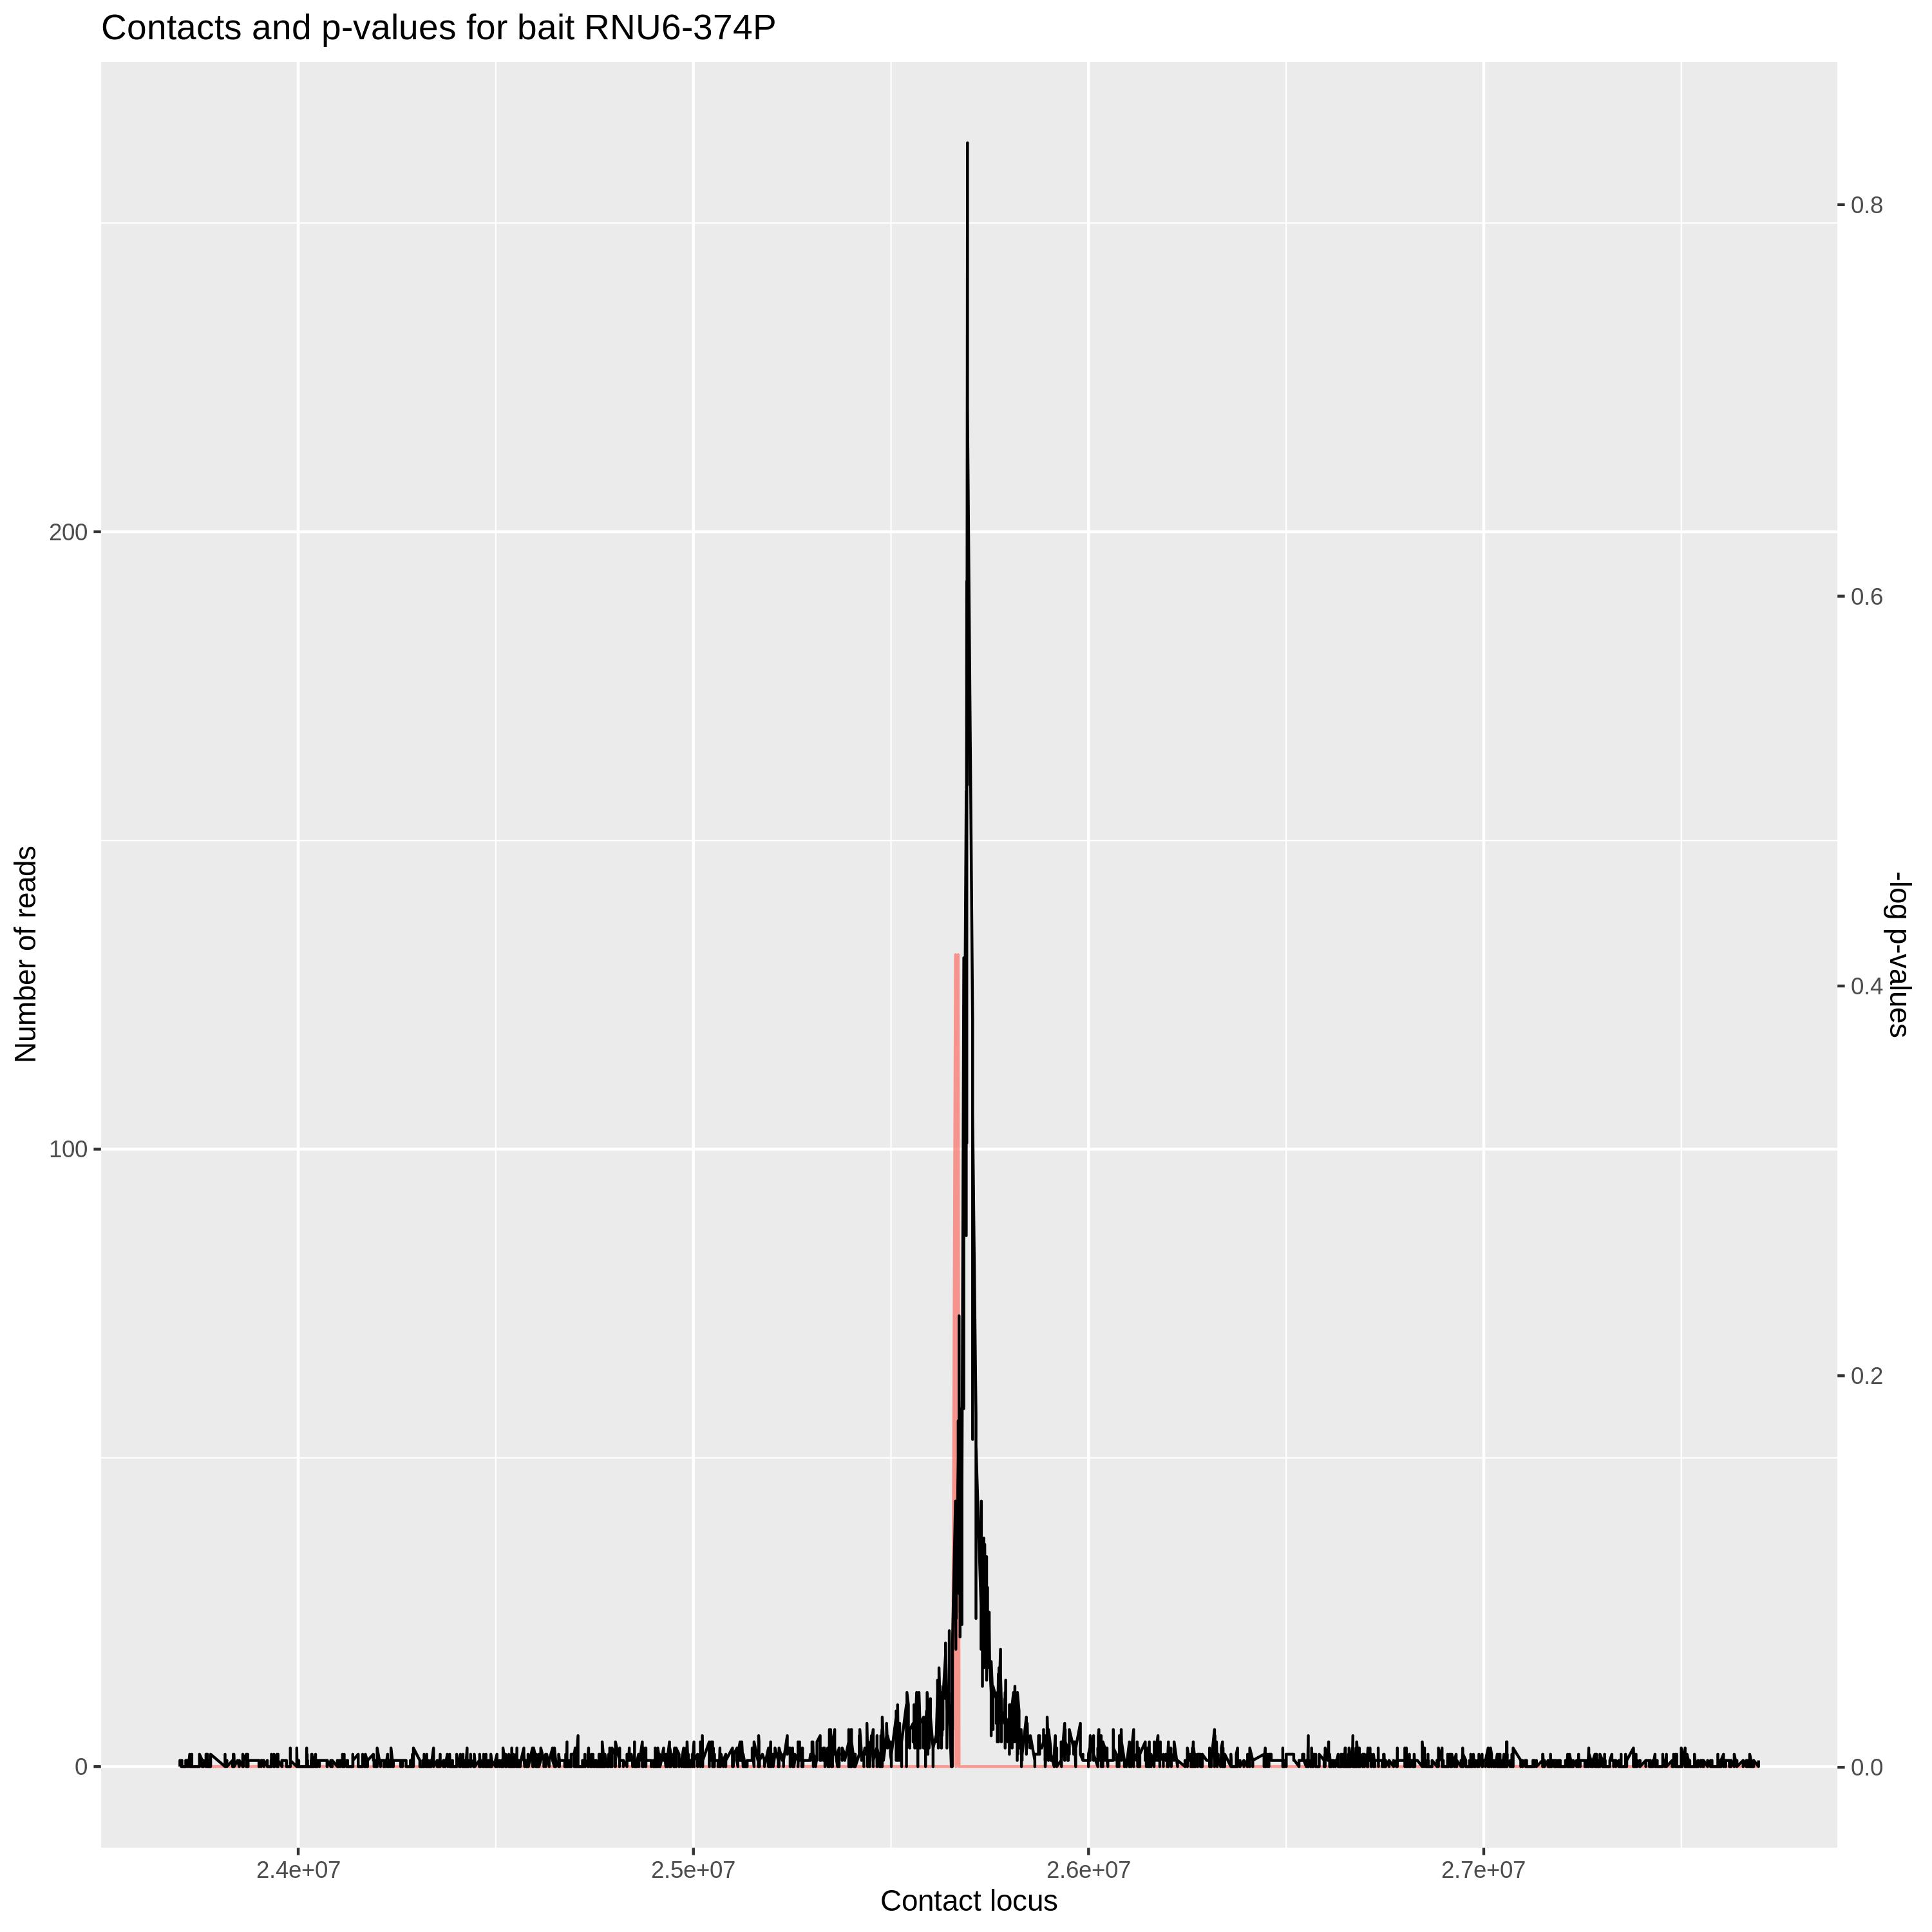 Contacts and p-values for bait RNU6-374P
Number of reads
200
100
0
0.8
0.6
0.4
0.2
0.0
-log p-values
2.4e+07 2.5e+07 2.6e+07 2.7e+07
Contact locus